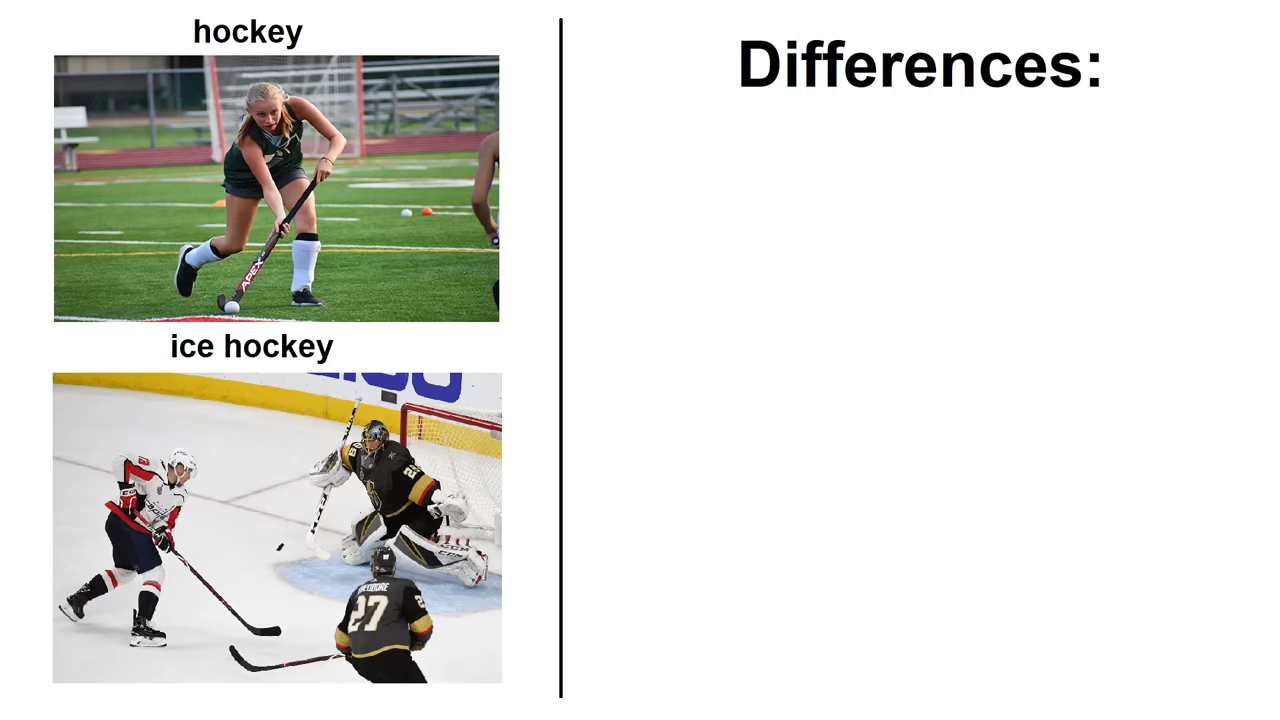 hockey
APEX
ice hockey
Differences:
THEODORE
27